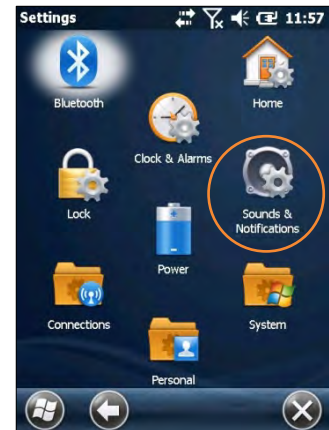 Settings 11:57
Bluetooth
Home
Clock & Alarms
Lock
Sounds &
Notifications
Power
Connections
System
Personal